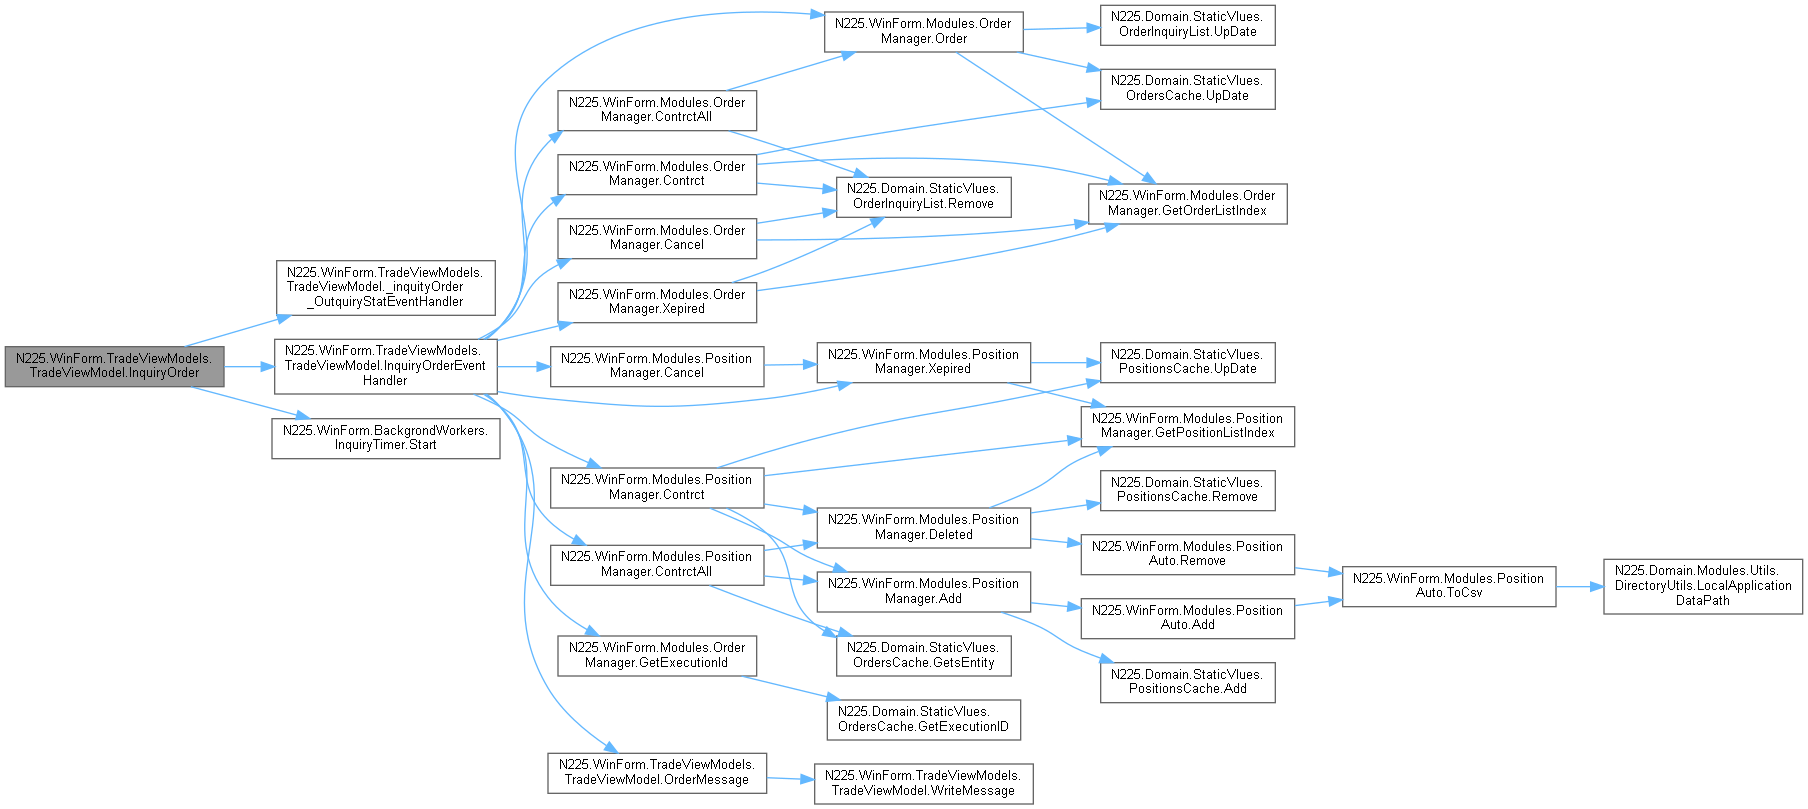 N225.WinForm.TradeViewModels.
TradeViewModel.InquiryOrder
N225.WinForm.TradeViewModels.
TradeViewModel._inquityOrder
_OutquiryStatEventHandler
N225.WinForm.TradeViewModels.
TradeViewModel.InquiryOrderEvent
Handler
N225.WinForm.BackgrondWorkers.
InquiryTimer.Start
N225.WinForm.Modules.Order
Manager.ContrctAll
N225.WinForm.Modules.Order
Manager.Contrct
N225.WinForm.Modules.Order
Manager.Cancel
N225.WinForm.Modules.Order
Manager.Xepired
N225.WinForm.Modules.Position
Manager.Cancel
N225.WinForm.Modules.Position
Manager.Contrct
N225.WinForm.Modules.Position
Manager.ContrctAll
N225.WinForm.Modules.Order
Manager.GetExecutionId
N225.WinForm.TradeViewModels.
TradeViewModel.OrderMessage
N225.WinForm.Modules.Order
Manager.Order
N225.Domain.StaticVlues.
OrderInquiryList.Remove
N225.WinForm.Modules.Position
Manager.Xepired
N225.WinForm.Modules.Position
Manager.Deleted
N225.WinForm.Modules.Position
Manager.Add
N225.Domain.StaticVlues.
OrdersCache.GetsEntity
N225.Domain.StaticVlues.
OrdersCache.GetExecutionID
N225.WinForm.TradeViewModels.
TradeViewModel.WriteMessage
N225.Domain.StaticVlues.
OrderInquiryList.UpDate
N225.Domain.StaticVlues.
OrdersCache.UpDate
N225.WinForm.Modules.Order
Manager.GetOrderListIndex
N225.Domain.StaticVlues.
PositionsCache.UpDate
N225.WinForm.Modules.Position
Manager.GetPositionListIndex
N225.Domain.StaticVlues.
PositionsCache.Remove
N225.WinForm.Modules.Position
Auto.Remove
N225.WinForm.Modules.Position
Auto.Add
N225.Domain.StaticVlues.
PositionsCache.Add
N225.WinForm.Modules.Position
Auto.ToCsv
N225.Domain.Modules.Utils.
DirectoryUtils.LocalApplication
DataPath